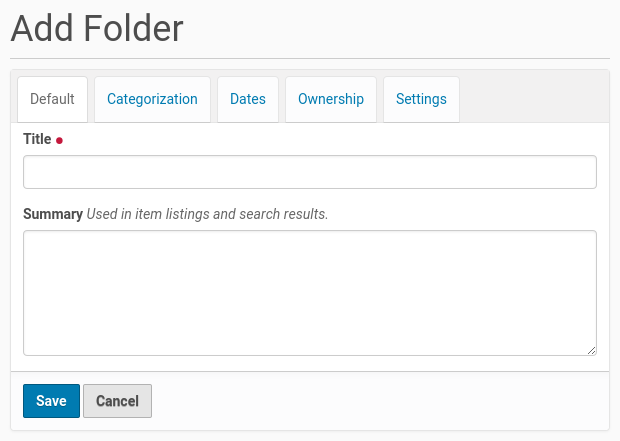 Add Folder
Default Categorization Dates Ownership Settings
Title
Summary Used in item listings and search results.
Save Cancel